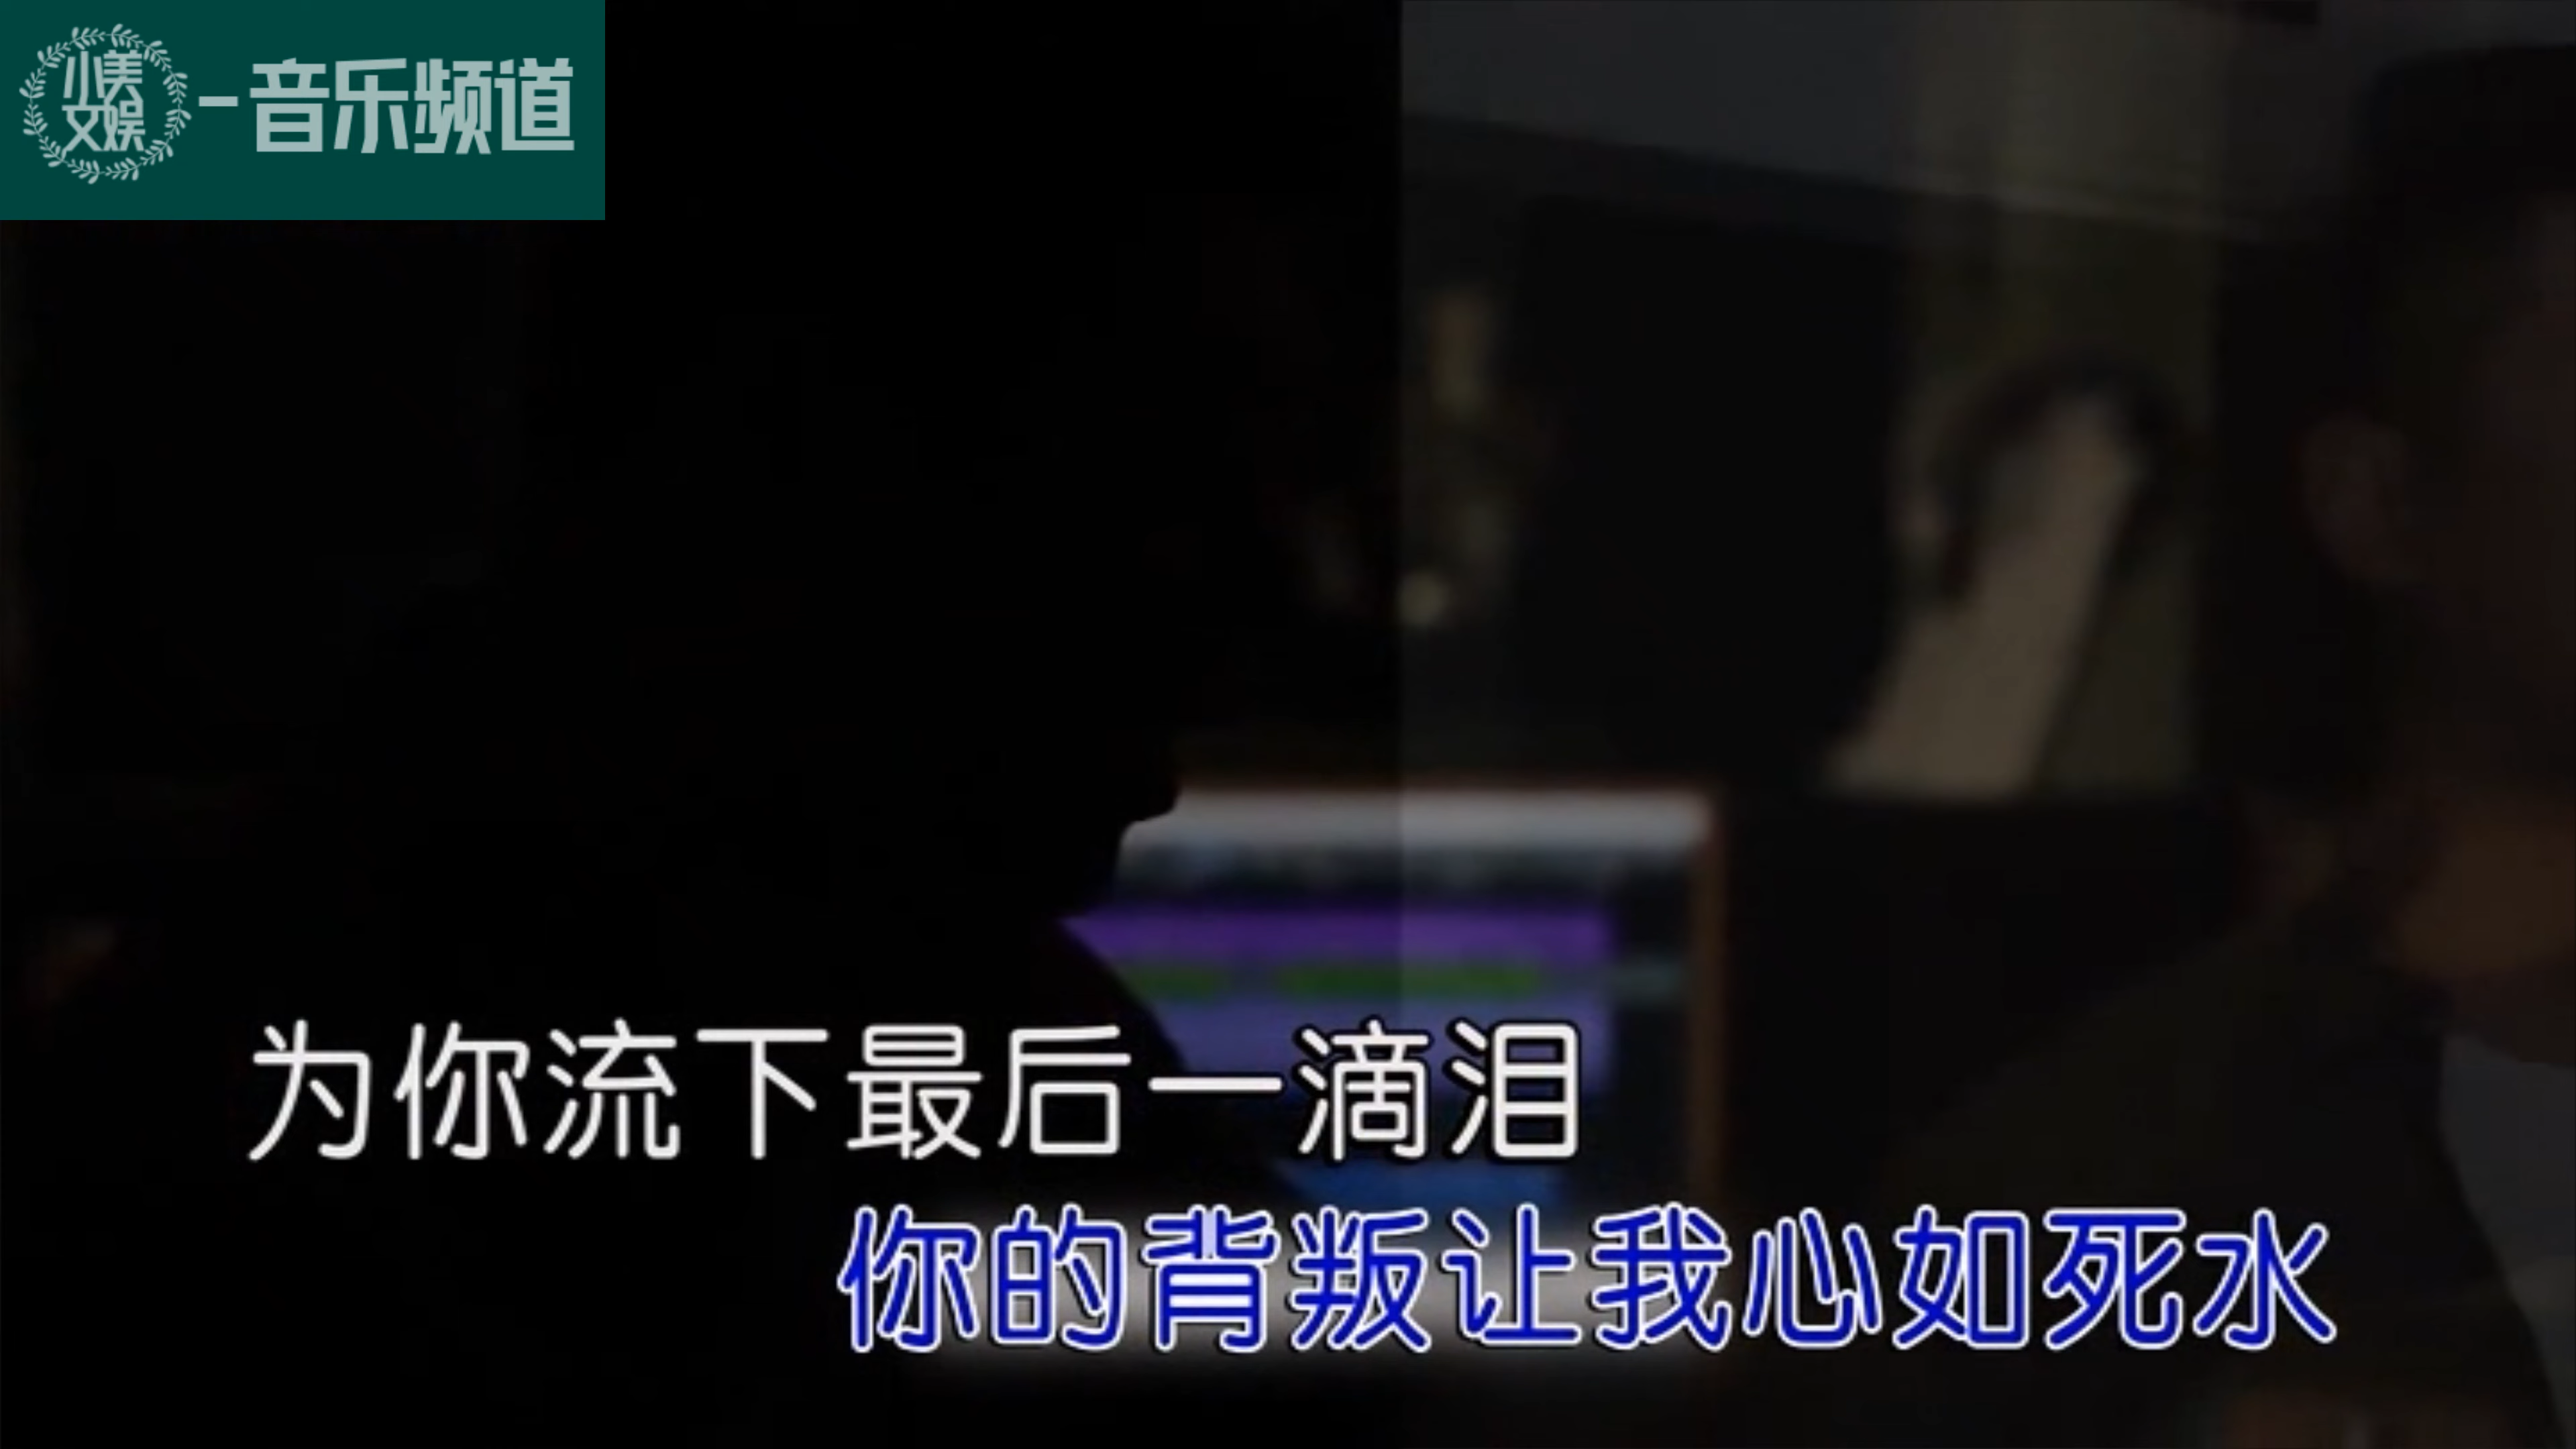 小美
文娱
-音乐频道
为你流下最后一滴泪
你的背叛让我心如死水